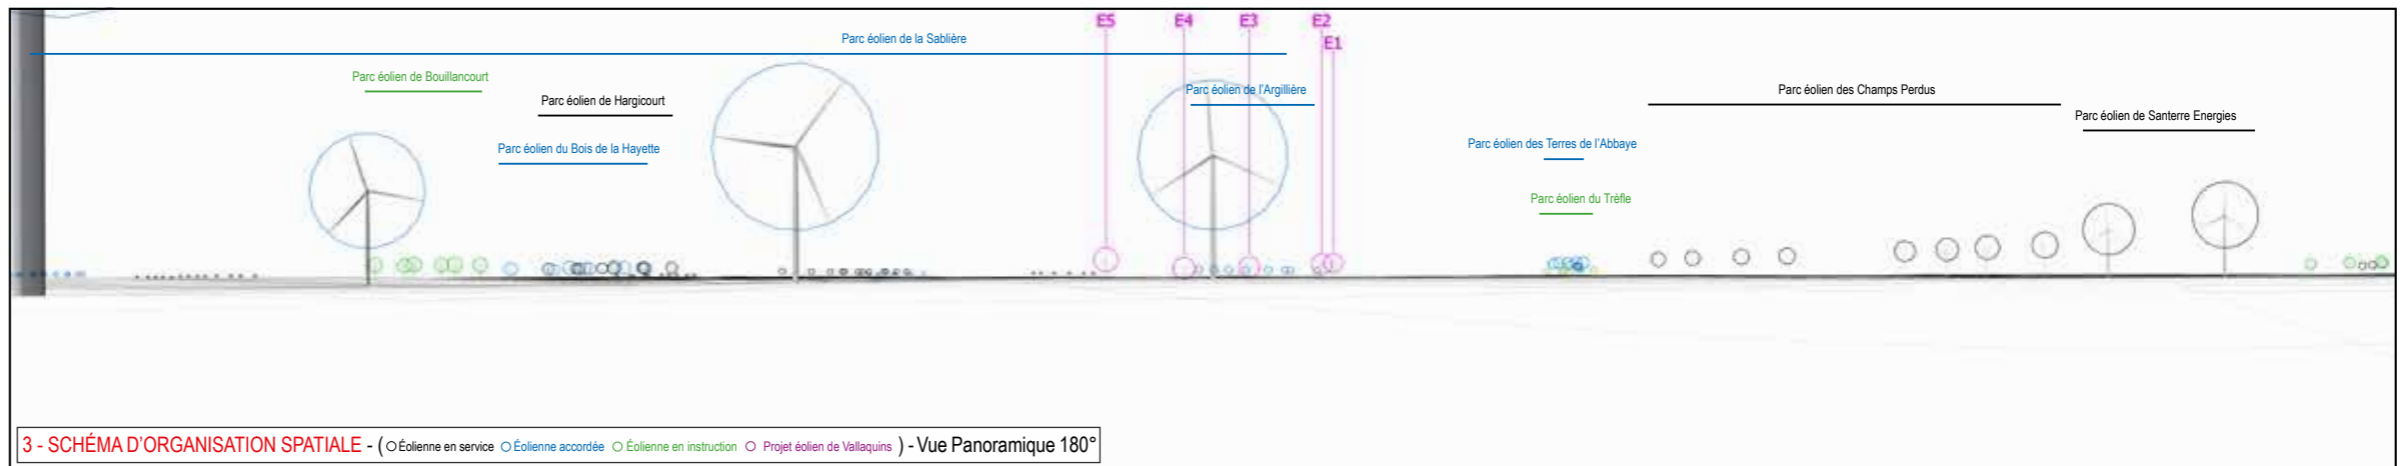 E5
E4
E3
E2
E1
Parc éolien de la Sablière
Parc éolien de Bouillancourt
Parc éolien de Hargicourt
Parc éolien de l'Argillière
Parc éolien des Champs Perdus
Parc éolien de Santerre Energies
Parc éolien du Bois de la Hayette
Parc éolien des Terres de l'Abbaye
Parc éolien du Trèfle
3 - SCHÉMA D'ORGANISATION SPATIALE - ( Éolienne en service Éolienne accordée Éolienne en instruction Projet éolien de Vallaquins ) - Vue Panoramique 180°